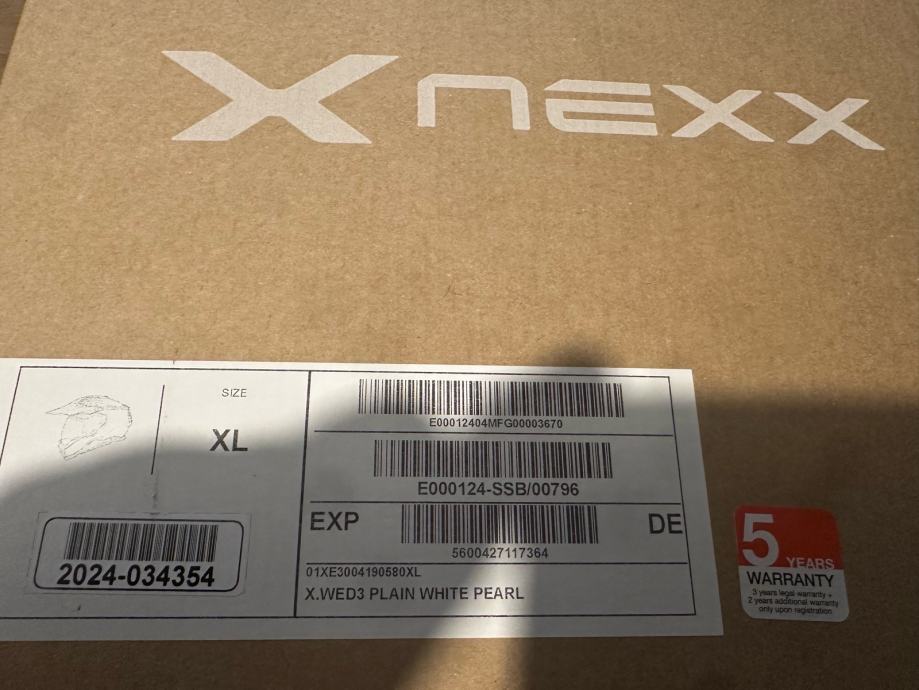 X nexx
SIZE
XL
2024-034354
E00012404MFG00003670
E000124-SSB/00796
EXP
DE
5600427117364
01XE3004190580XL
X.WED3 PLAIN WHITE PEARL
5 YEARS
WARRANTY
3 years legal warranty +
2 years additional warranty
only upon registration